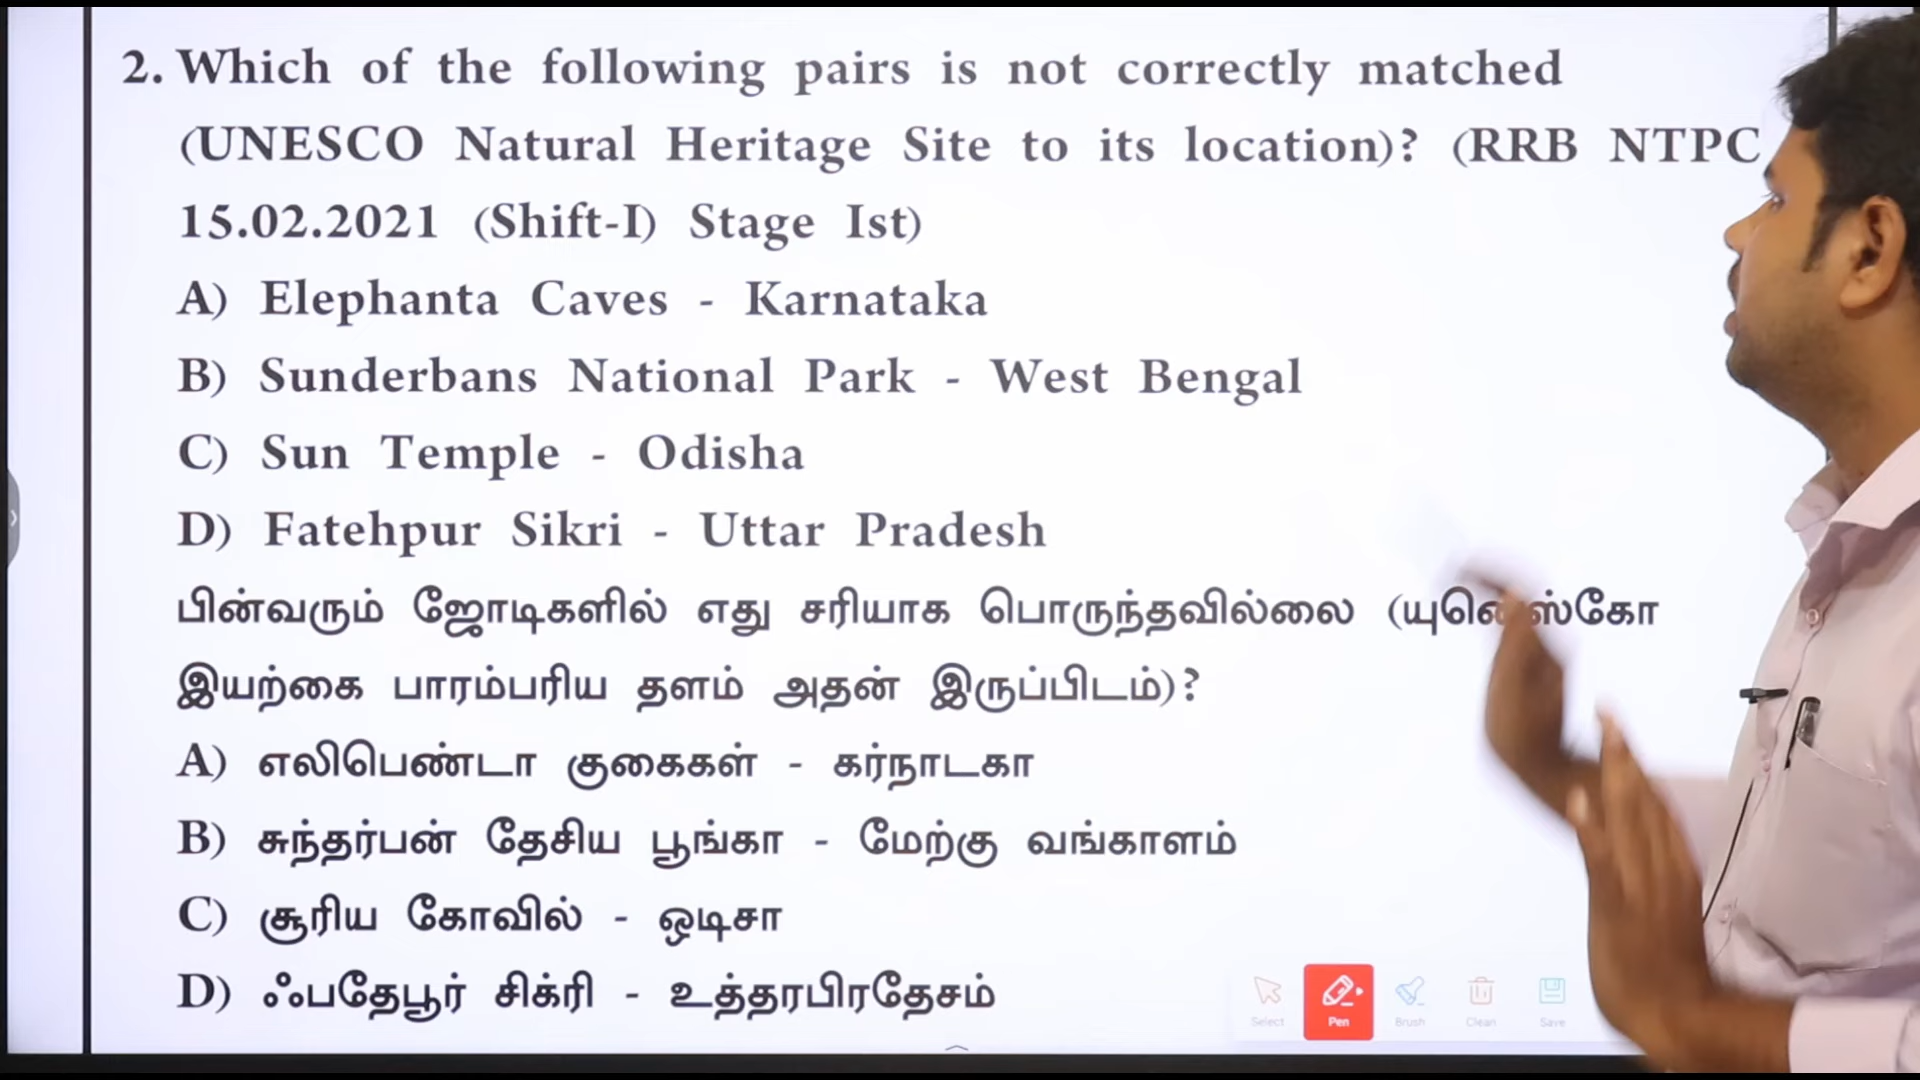 2. Which of the following pairs is not correctly matched
(UNESCO Natural Heritage Site to its location)? (RRB NTPC
15.02.2021 (Shift-I) Stage Ist)
A) Elephanta Caves - Karnataka
B) Sunderbans National Park - West Bengal
C) Sun Temple - Odisha
D) Fatehpur Sikri - Uttar Pradesh
பின்வரும் ஜோடிகளில் எது சரியாக பொருந்தவில்லை (யுனெஸ்கோ
இயற்கை பாரம்பரிய தளம் அதன் இருப்பிடம்)?
A) எலிபெண்டா குகைகள் - கர்நாடகா
B) சுந்தர்பன் தேசிய பூங்கா - மேற்கு வங்காளம்
C) சூரிய கோவில் - ஒடிசா
D) ஃபதேபூர் சிக்ரி - உத்தரபிரதேசம்
Select Pen Brush Clean Save